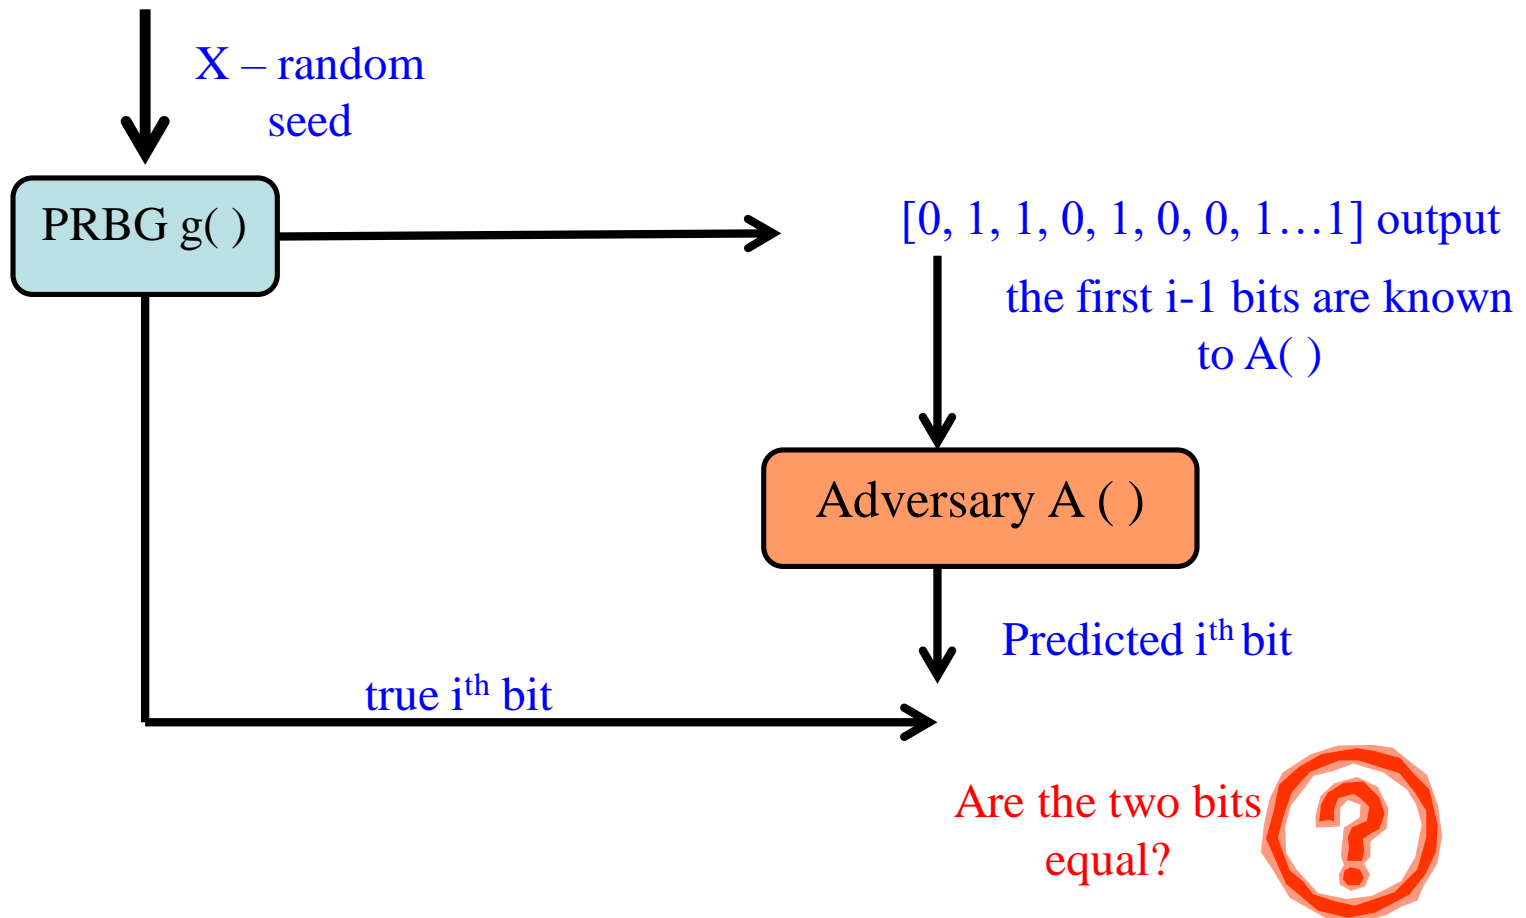 X – random
seed
PRBG g( )
[0, 1, 1, 0, 1, 0, 0, 1…1] output
the first i-1 bits are known
to A( )
Adversary A ( )
Predicted iᵗʰ bit
true iᵗʰ bit
Are the two bits
equal?
?